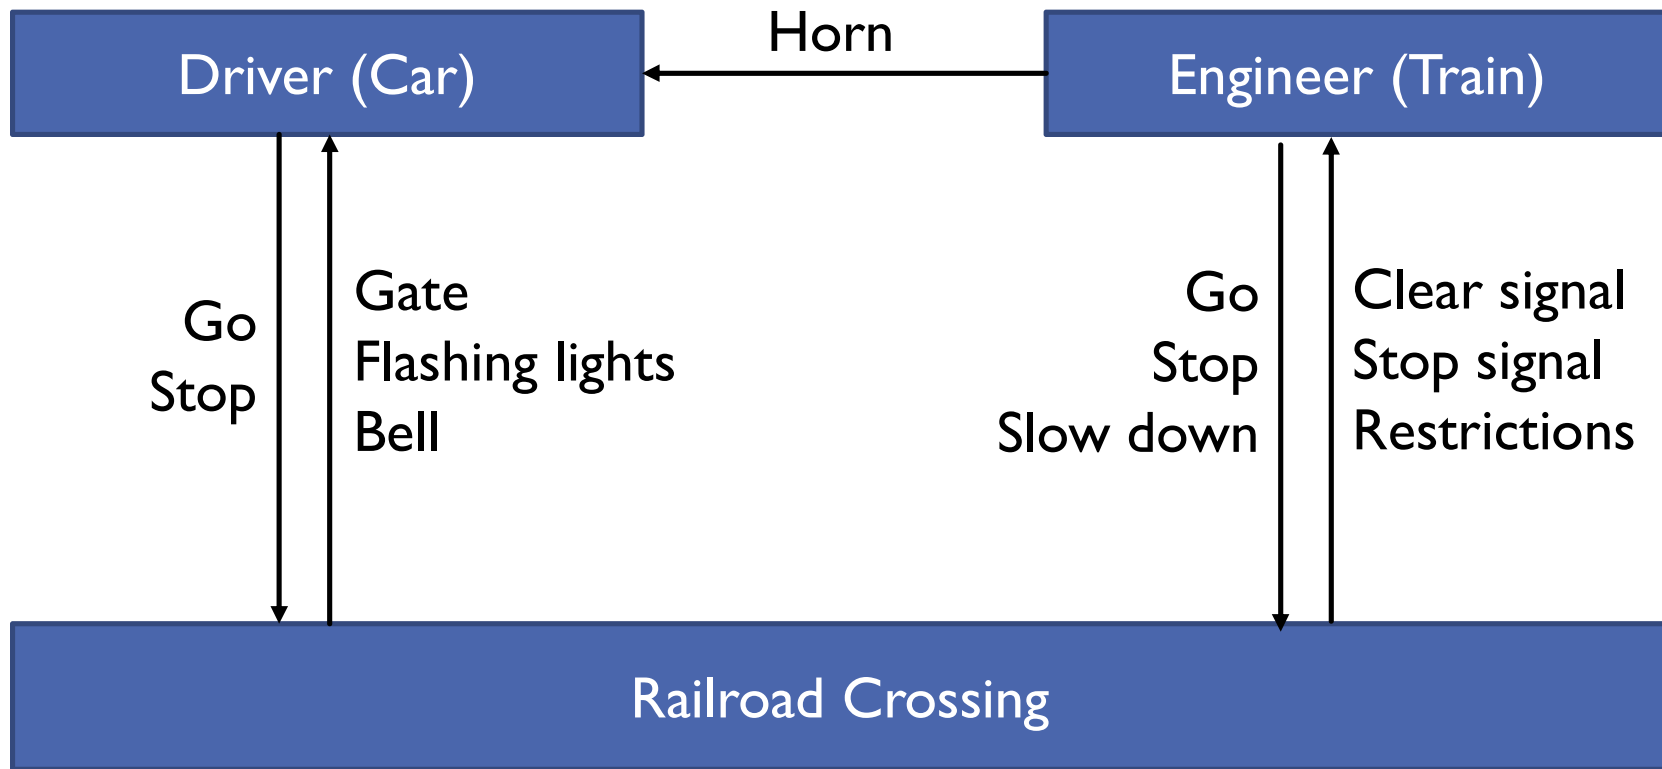 Horn
Driver (Car)
Engineer (Train)
Go
Stop
Gate
Flashing lights
Bell
Go
Stop
Slow down
Clear signal
Stop signal
Restrictions
Railroad Crossing